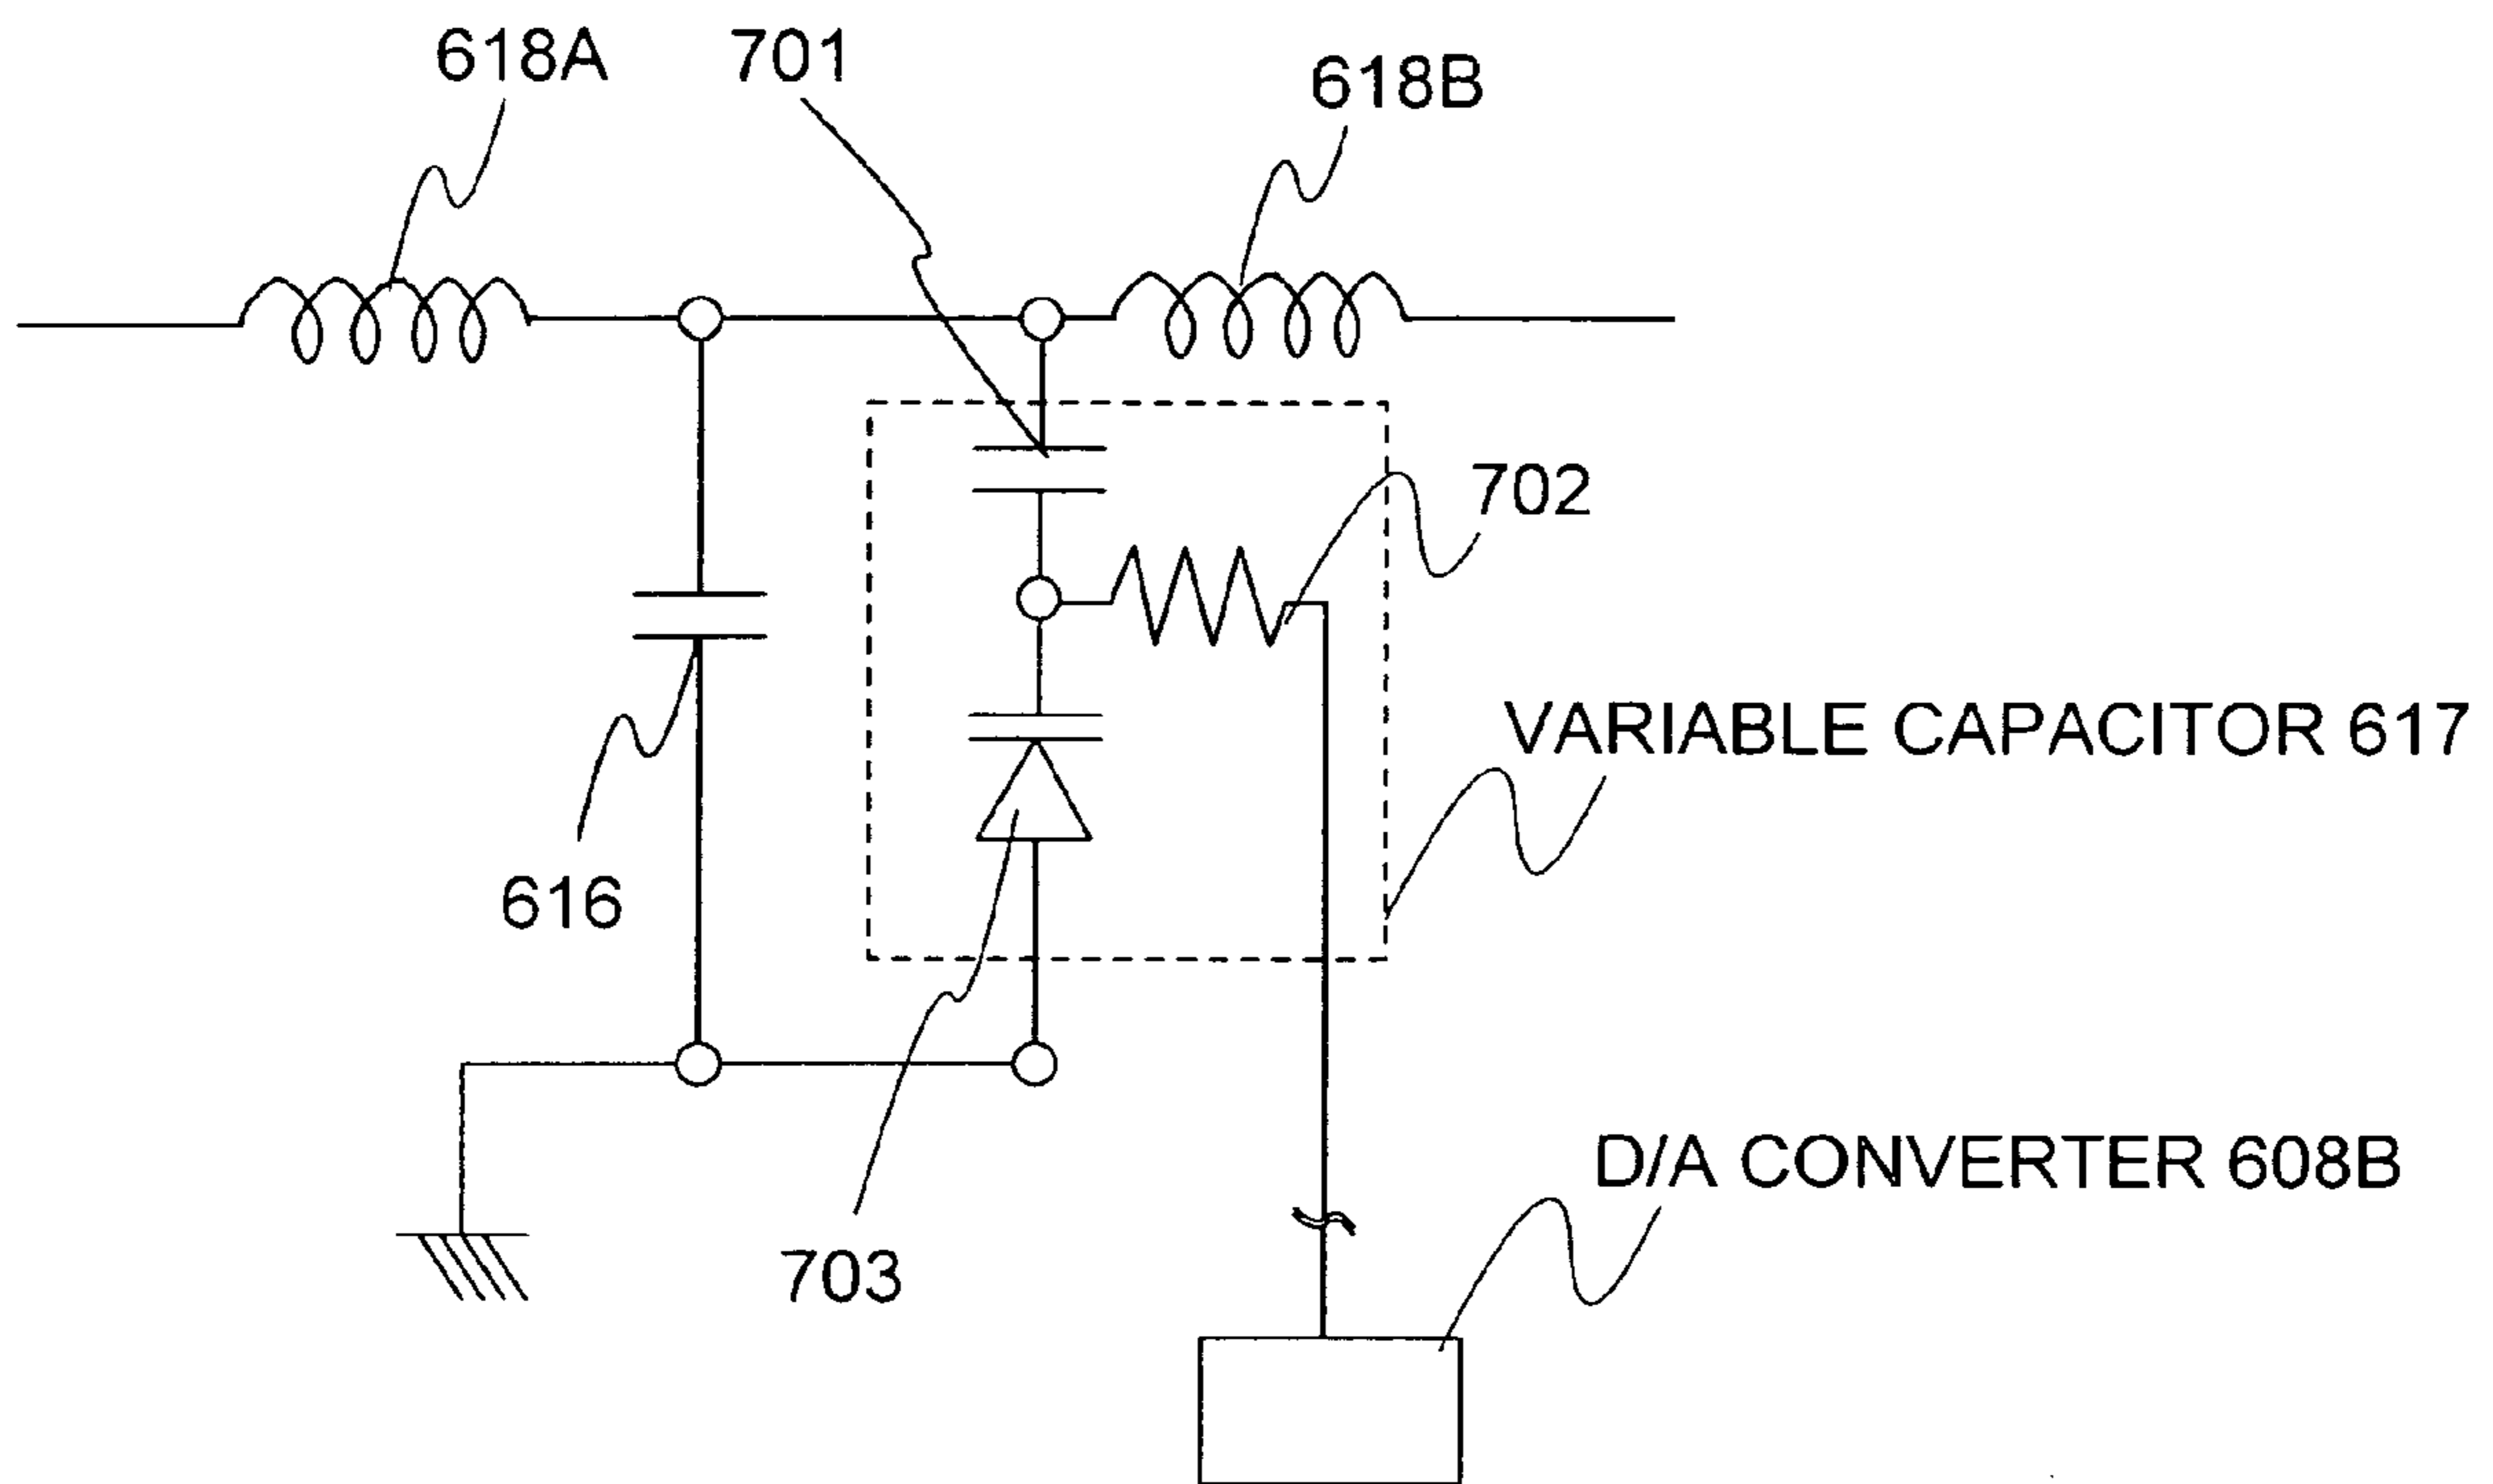 618A
701
618B
702
VARIABLE CAPACITOR 617
616
D/A CONVERTER 608B
703